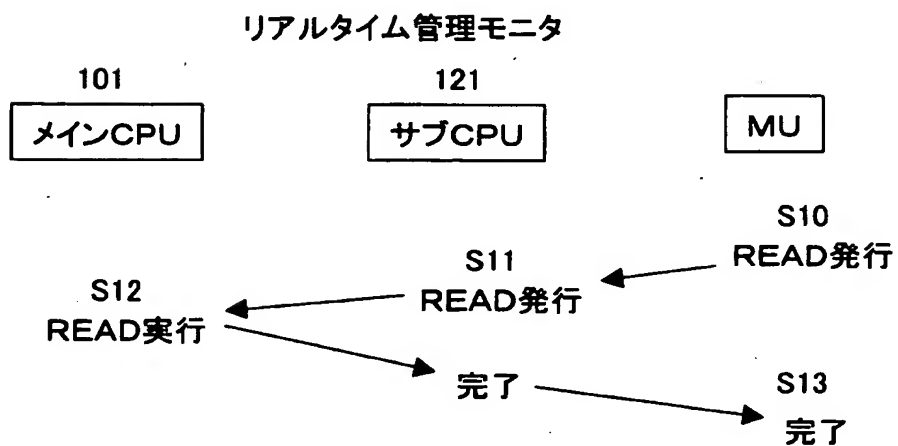 リアルタイム管理モニタ
101
121
メインCPU
サブCPU
MU
S10
READ発行
S11
READ発行
S12
READ実行
完了
S13
完了